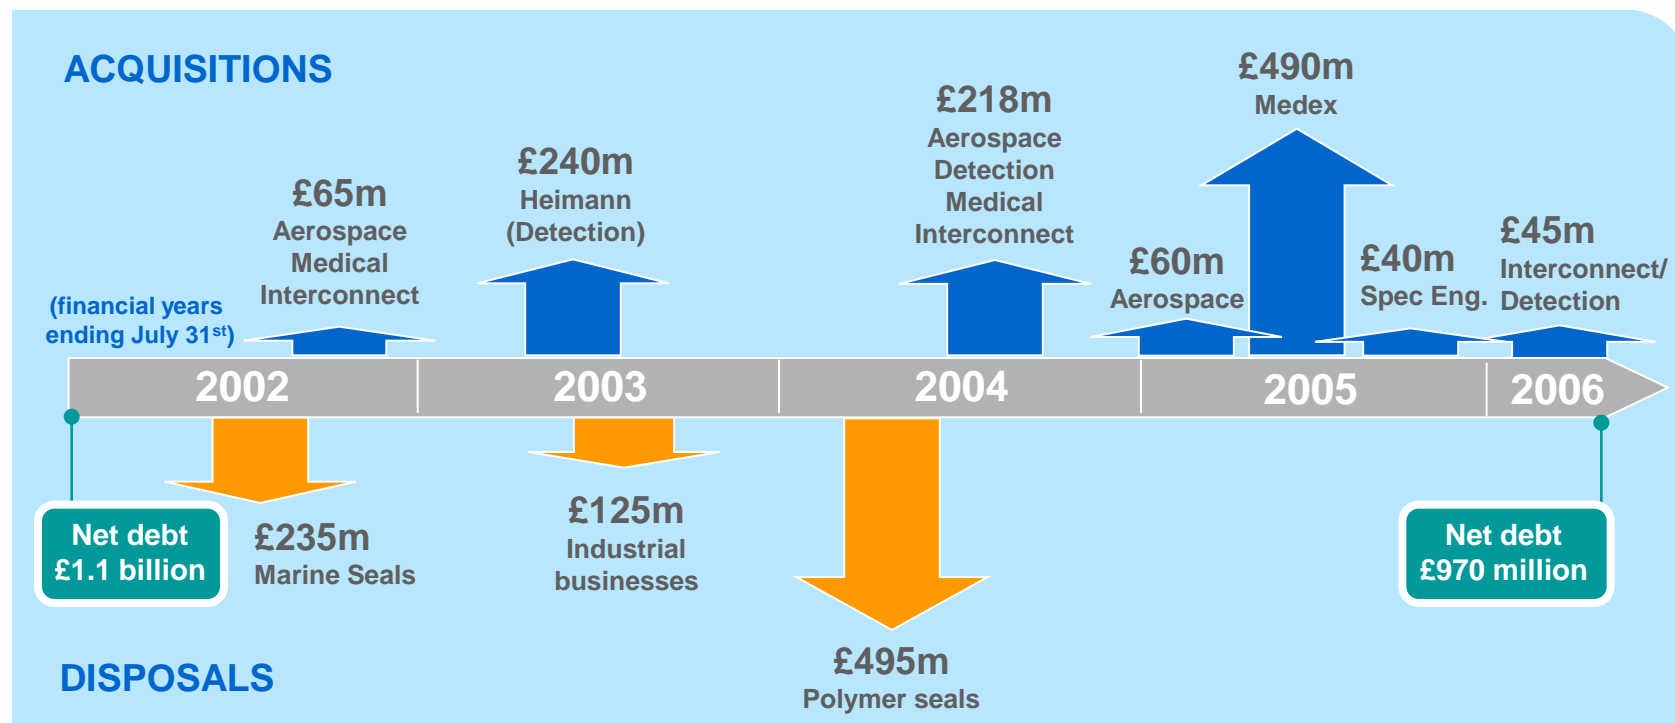 ACQUISITIONS
£65m
Aerospace
Medical
Interconnect
£240m
Heimann
(Detection)
£218m
Aerospace
Detection
Medical
Interconnect
£60m
Aerospace
£490m
Medex
£40m
Spec Eng.
£45m
Interconnect/
Detection
(financial years
ending July 31st)
2002
2003
2004
2005
2006
Net debt
£1.1 billion
£235m
Marine Seals
£125m
Industrial
businesses
£495m
Polymer seals
Net debt
£970 million
DISPOSALS